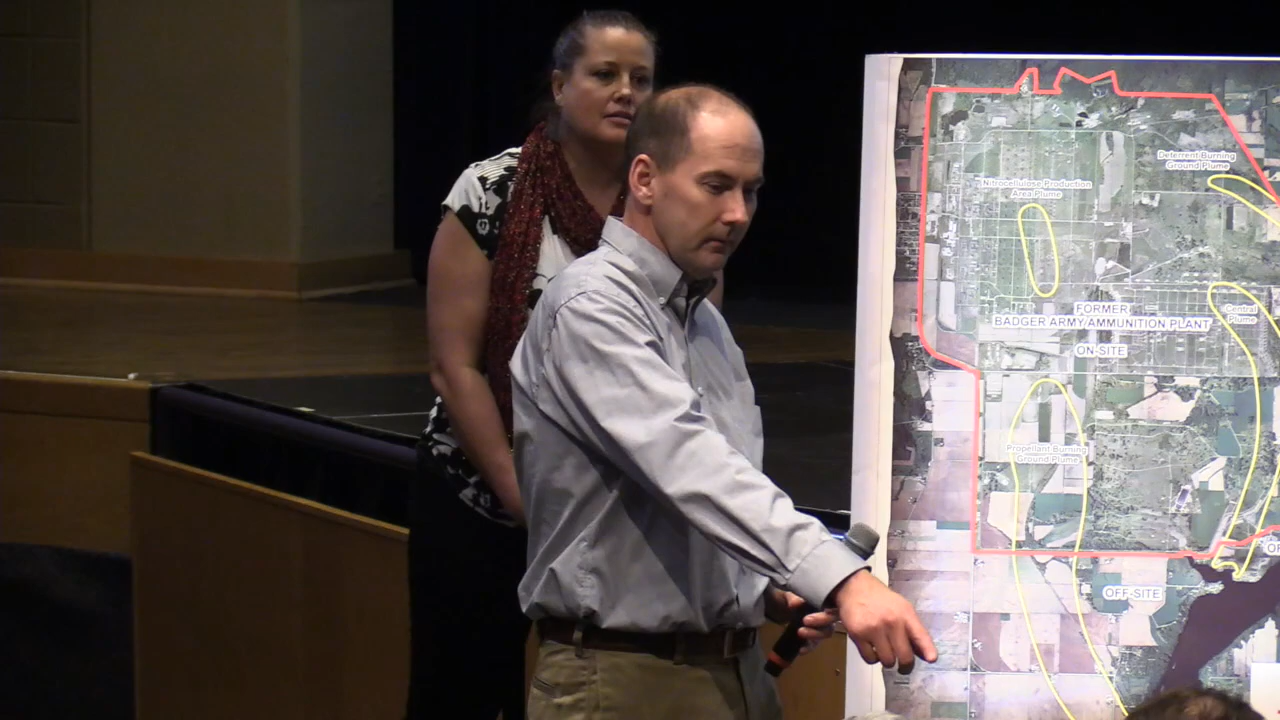 Deterrent Burning
Ground Plume
Nitrocellulose Production
Area Plume
FORMER
BADGER ARMY AMMUNITION PLANT
Central
Plume
ON-SITE
Propellant Burning
Ground Plume
OFF-SITE